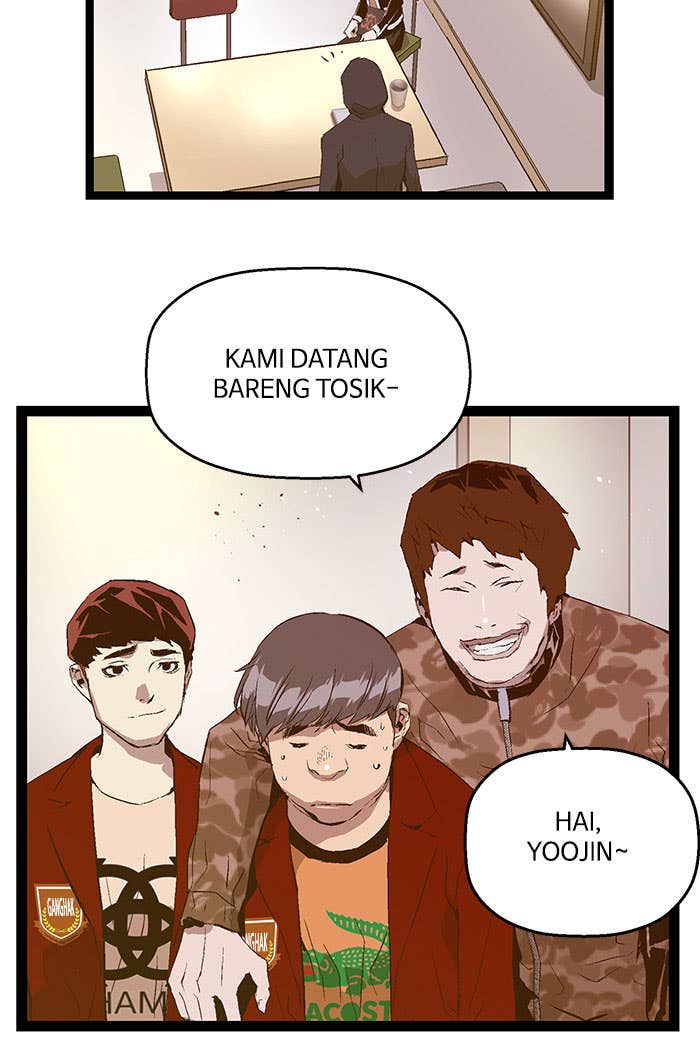 KAMI DATANG
BARENG TOSIK-
HAI,
YOOJIN~
GANGHAK
GANGHAK
HAM
ACOST